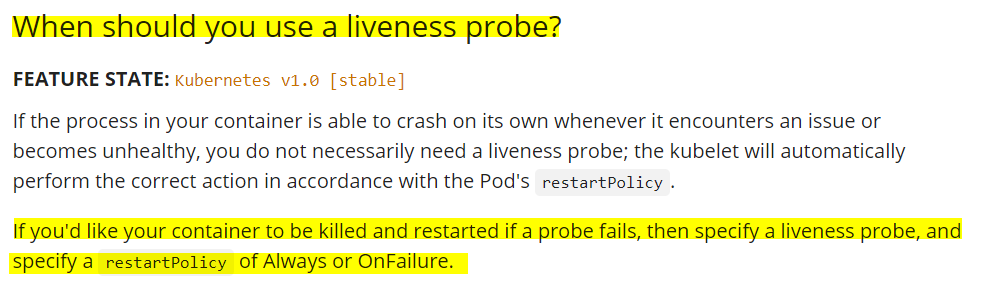 When should you use a liveness probe?
FEATURE STATE: Kubernetes v1.0 [stable]
If the process in your container is able to crash on its own whenever it encounters an issue or
becomes unhealthy, you do not necessarily need a liveness probe; the kubelet will automatically
perform the correct action in accordance with the Pod's restartPolicy.
If you'd like your container to be killed and restarted if a probe fails, then specify a liveness probe, and
specify a restartPolicy of Always or OnFailure.